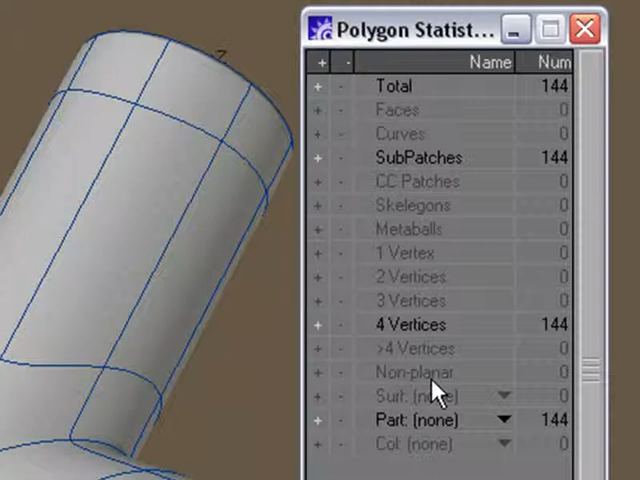 Polygon Statist...
+ - Name Num
+ - Total 144
+ - Faces 0
+ - Curves 0
+ - SubPatches 144
+ - CC Patches 0
+ - Skelegons 0
+ - Metaballs 0
+ - 1 Vertex 0
+ - 2 Vertices 0
+ - 3 Vertices 0
+ - 4 Vertices 144
+ - >4 Vertices 0
+ - Non-planar 0
+ - Surf: 0
+ - Part: (none) 144
+ - Col: (none) 0
Z